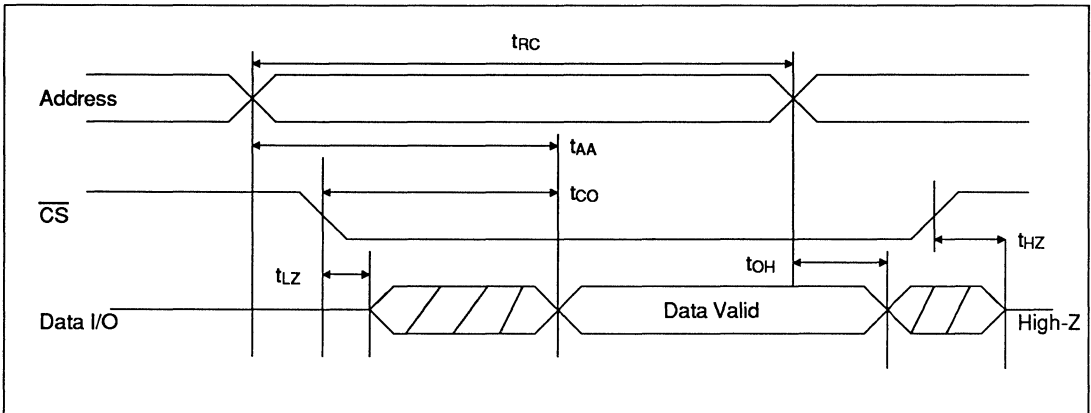 tRC
Address
tAA
tCO
CS
tHZ
tLZ
tOH
Data I/O
Data Valid
High-Z